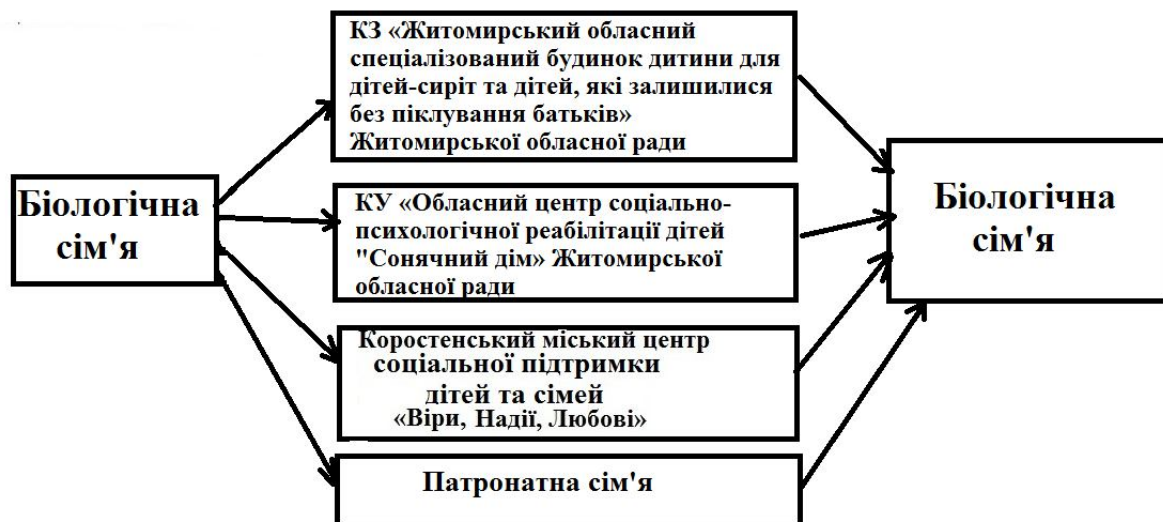 КЗ «Житомирський обласний
спеціалізований будинок дитини для
дітей-сиріт та дітей, які залишилися
без піклування батьків»
Житомирської обласної ради
Біологічна
сім'я
КУ «Обласний центр соціально-
психологічної реабілітації дітей
"Сонячний дім» Житомирської
обласної ради
Біологічна
сім'я
Коростенський міський центр
соціальної підтримки
дітей та сімей
«Віри, Надії, Любові»
Патронатна сім'я